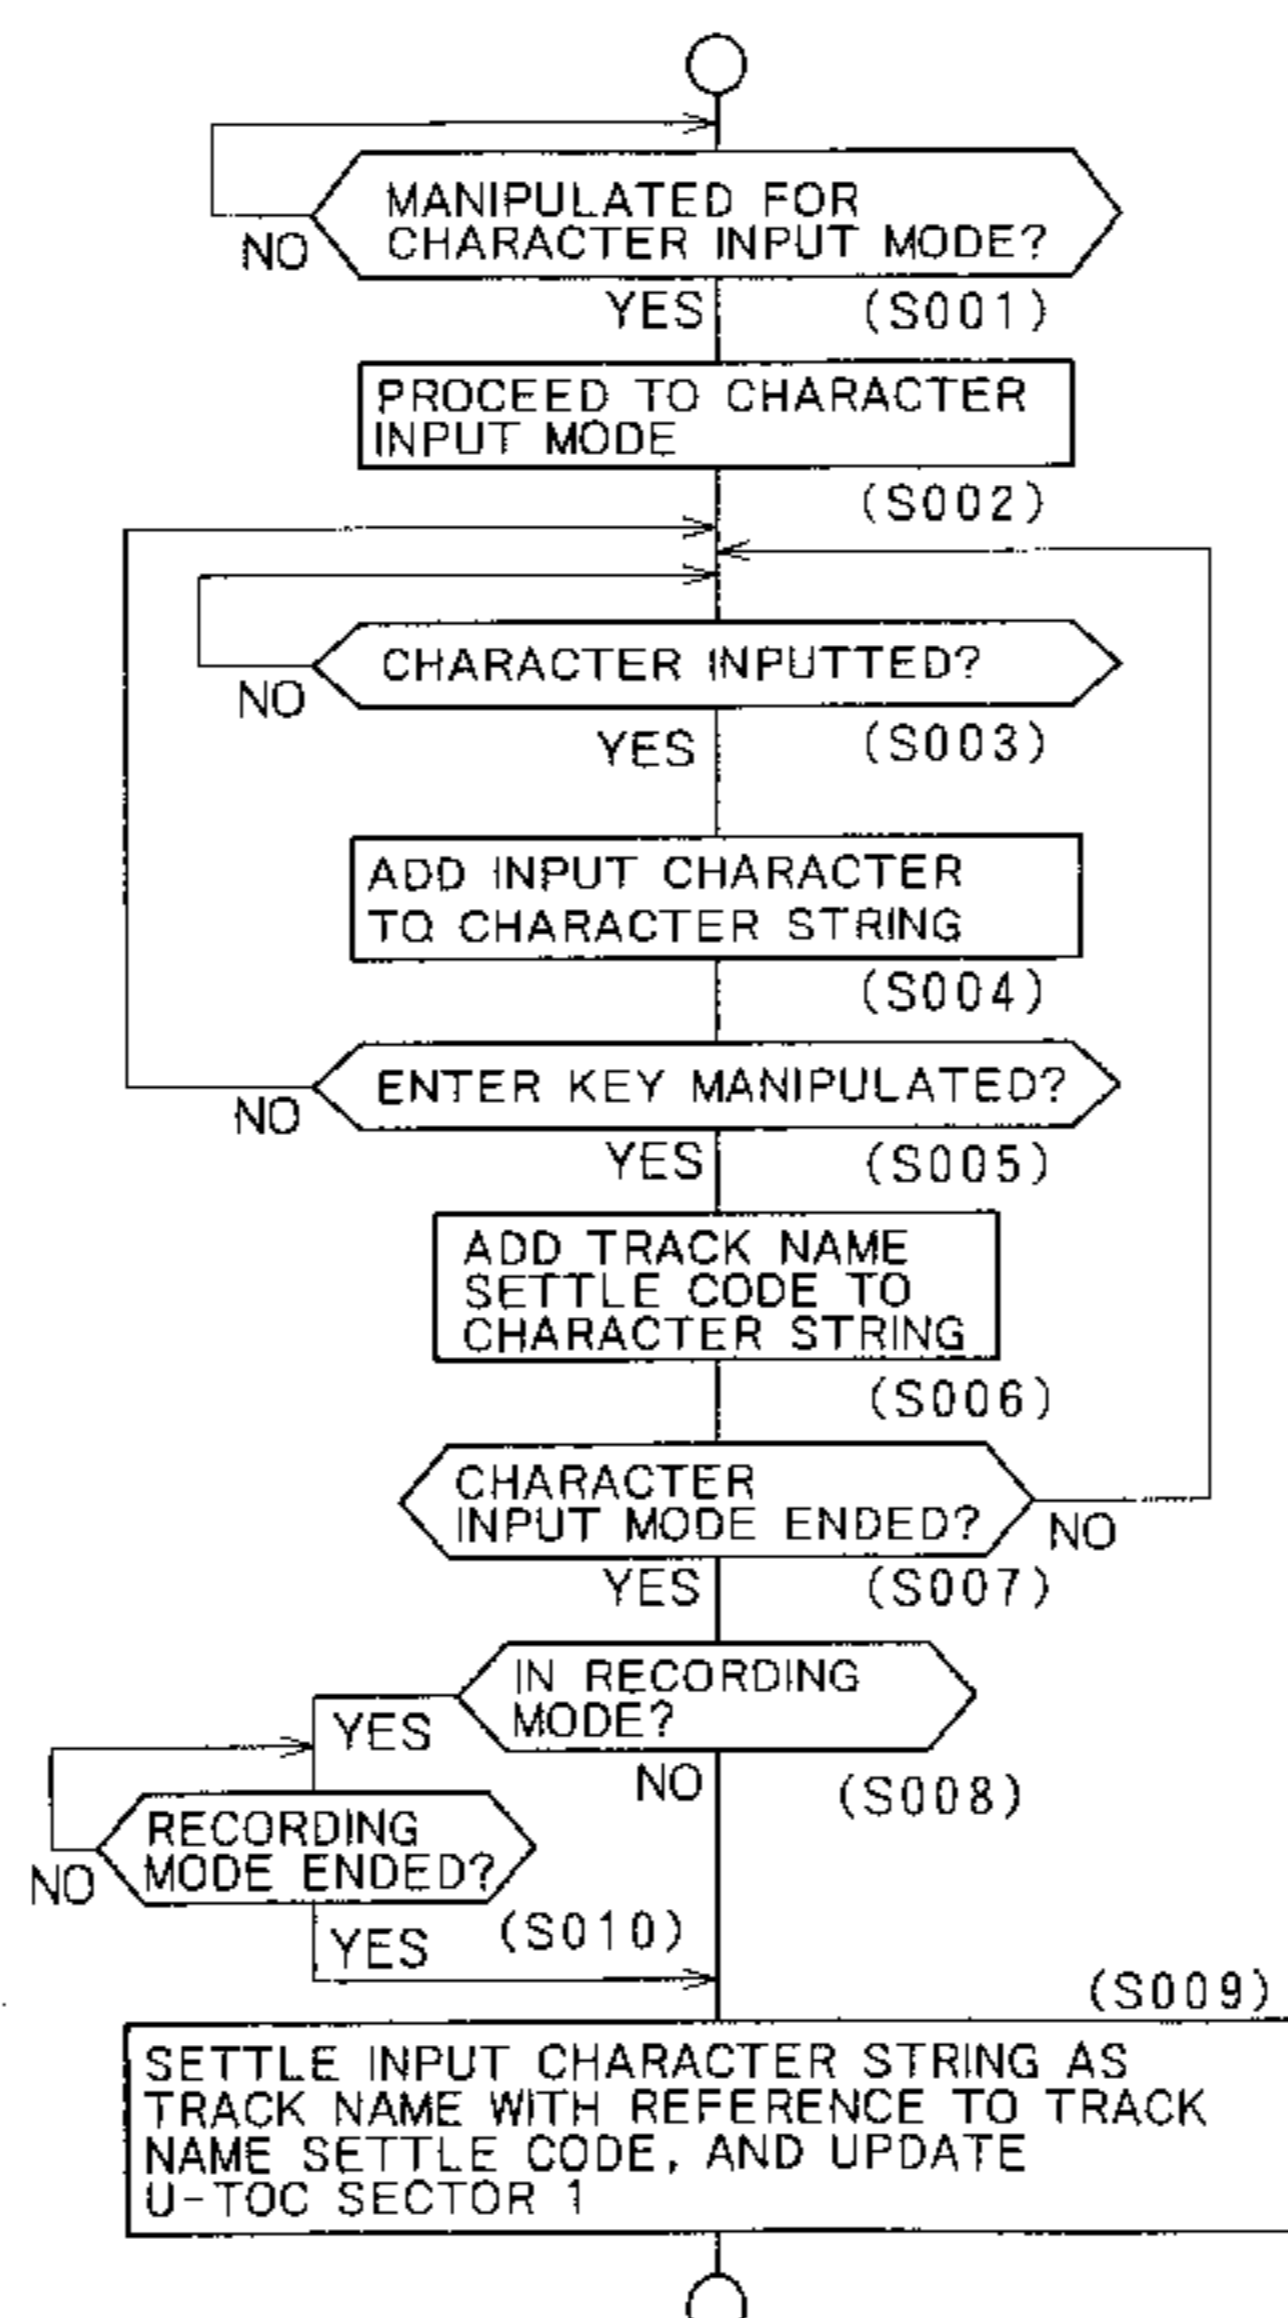 MANIPULATED FOR
CHARACTER INPUT MODE?
NO
YES
(S001)
PROCEED TO CHARACTER
INPUT MODE
(S002)
CHARACTER INPUTTED?
NO
YES
(S003)
ADD INPUT CHARACTER
TO CHARACTER STRING
(S004)
ENTER KEY MANIPULATED?
NO
YES
(S005)
ADD TRACK NAME
SETTLE CODE TO
CHARACTER STRING
(S006)
CHARACTER
INPUT MODE ENDED?
NO
YES
(S007)
IN RECORDING
MODE?
YES
NO
(S008)
RECORDING
MODE ENDED?
NO
YES
(S010)
(S009)
SETTLE INPUT CHARACTER STRING AS
TRACK NAME WITH REFERENCE TO TRACK
NAME SETTLE CODE, AND UPDATE
U-TOC SECTOR 1